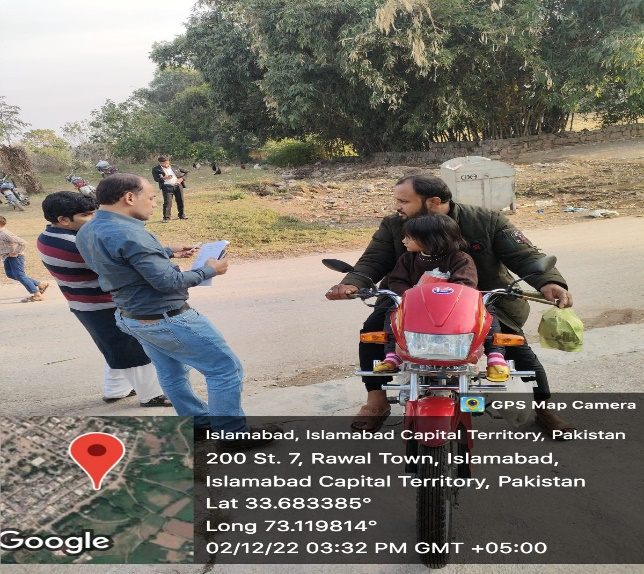 GPS Map Camera
Islamabad, Islamabad Capital Territory, Pakistan
200 St. 7, Rawal Town, Islamabad,
Islamabad Capital Territory, Pakistan
Lat 33.683385°
Long 73.119814°
02/12/22 03:32 PM GMT +05:00
Google